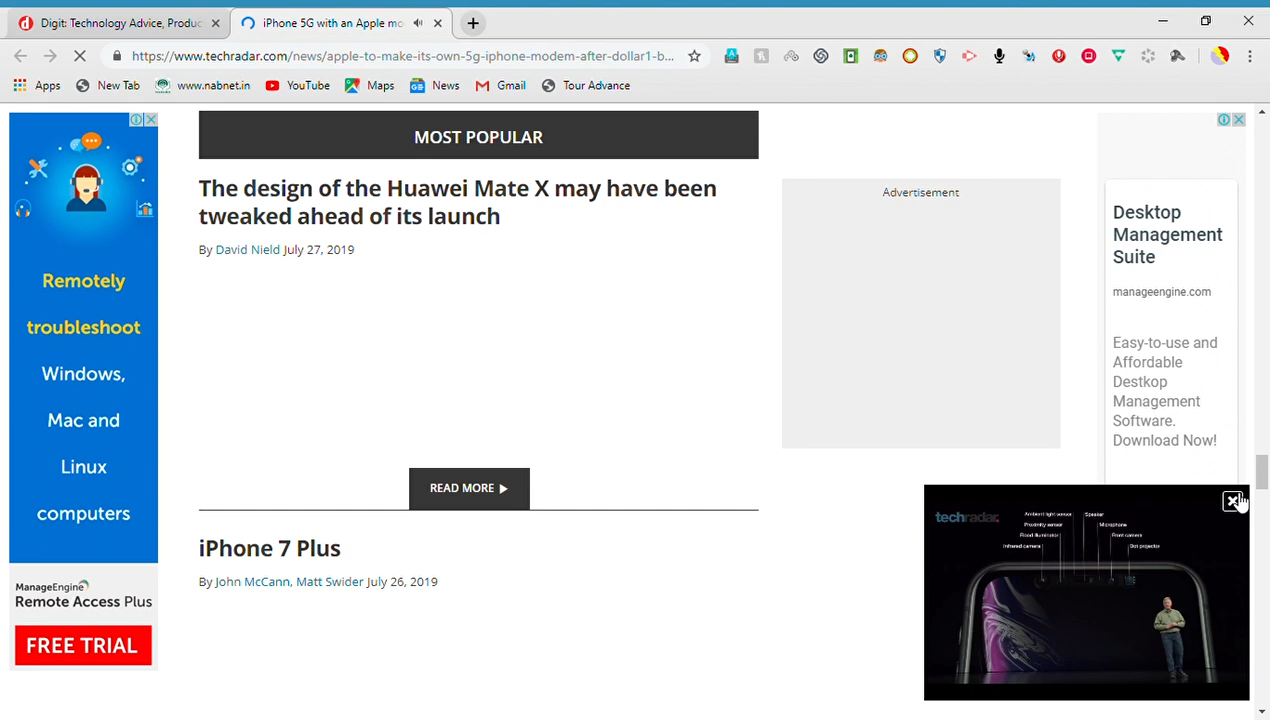 Digit: Technology Advice, Produc
iPhone 5G with an Apple mo
https://www.techradar.com/news/apple-to-make-its-own-5g-iphone-modem-after-dollar1-b...
Apps
New Tab
www.nabnet.in
YouTube
Maps
News
Gmail
Tour Advance
Remotely
troubleshoot
Windows,
Mac and
Linux
computers
ManageEngine
Remote Access Plus
FREE TRIAL
MOST POPULAR
The design of the Huawei Mate X may have been
tweaked ahead of its launch
By David Nield July 27, 2019
READ MORE
iPhone 7 Plus
By John McCann, Matt Swider July 26, 2019
Advertisement
Desktop
Management
Suite
manageengine.com
Easy-to-use and
Affordable
Destkop
Management
Software.
Download Now!
techradar.
Ambient light sensor
Speaker
Proximity sensor
Microphone
Flood illuminator
Front camera
Infrared camera
Dot projector